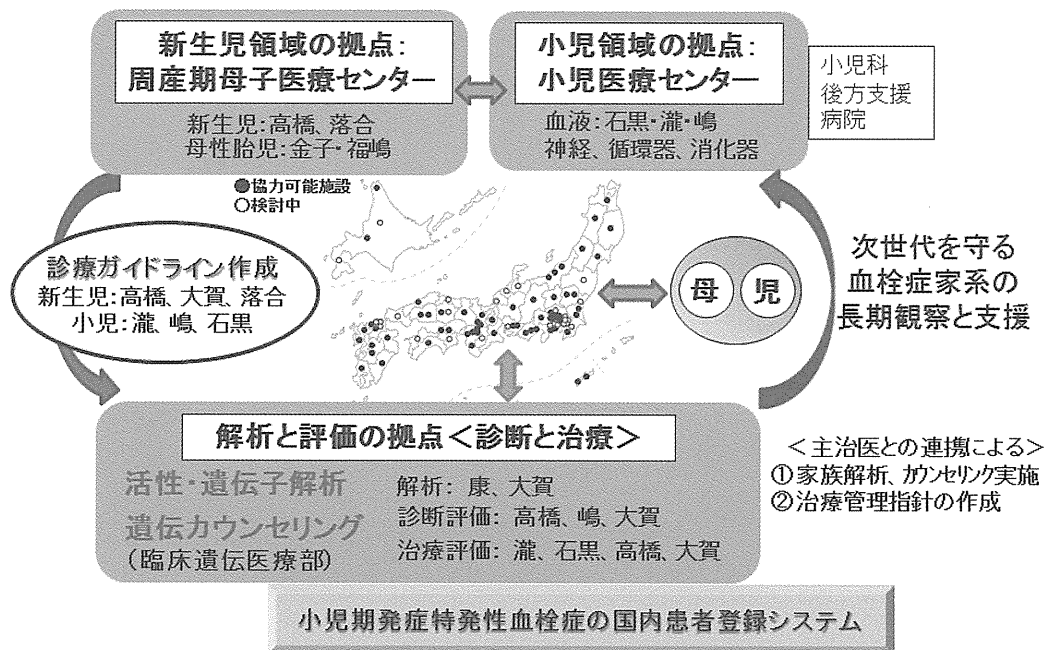 新生児領域の拠点：
周産期母子医療センター
新生児：高橋、落合
母性胎児：金子・福嶋
小児領域の拠点：
小児医療センター
血液：石黒・瀧・嶋
神経、循環器、消化器
小児科
後方支援
病院
●協力可能施設
○検討中
診療ガイドライン作成
新生児：高橋、大賀、落合
小児：瀧、嶋、石黒
母 児
次世代を守る
血栓症家系の
長期観察と支援
解析と評価の拠点＜診断と治療＞
活性・遺伝子解析
遺伝カウンセリング
(臨床遺伝医療部)
解析： 康、大賀
診断評価： 高橋、嶋、大賀
治療評価： 瀧、石黒、高橋、大賀
＜主治医との連携による＞
①家族解析、カウンセリング実施
②治療管理指針の作成
小児期発症特発性血栓症の国内患者登録システム